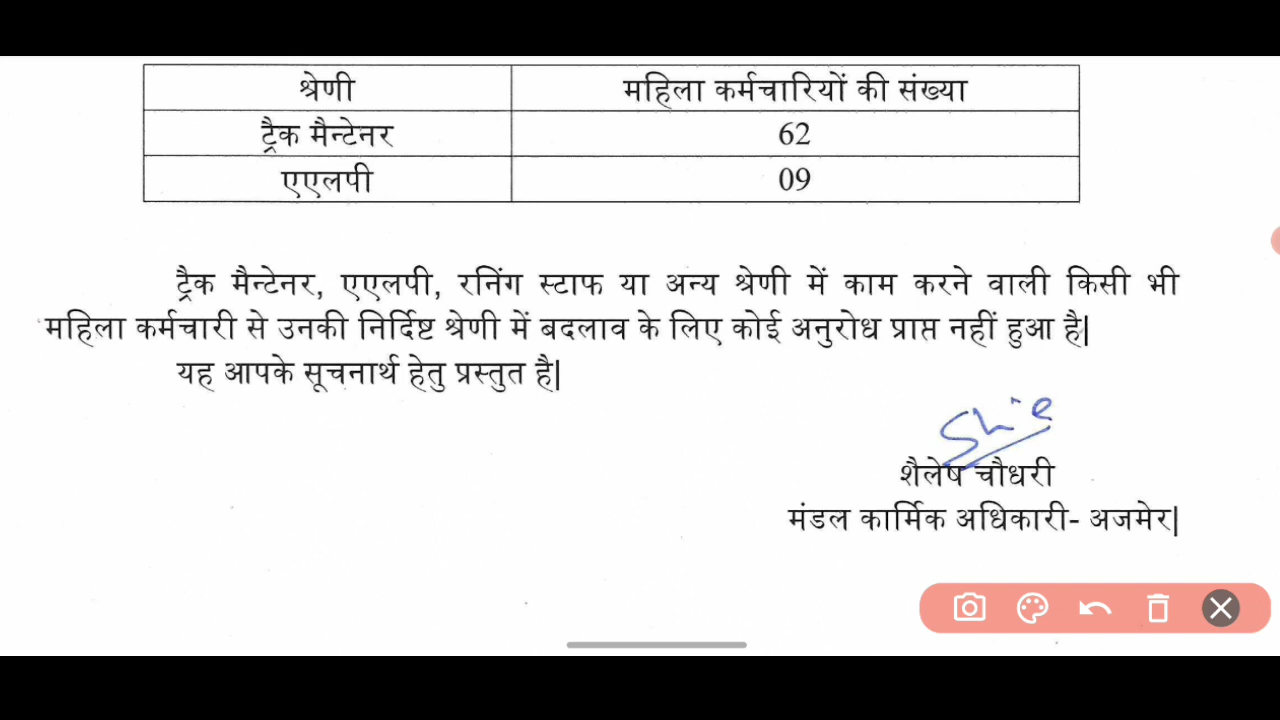 श्रेणी महिला कर्मचारियों की संख्या
ट्रैक मैन्टेनर 62
एएलपी 09
ट्रैक मैन्टेनर, एएलपी, रनिंग स्टाफ या अन्य श्रेणी में काम करने वाली किसी भी
महिला कर्मचारी से उनकी निर्दिष्ट श्रेणी में बदलाव के लिए कोई अनुरोध प्राप्त नहीं हुआ है|
यह आपके सूचनार्थ हेतु प्रस्तुत है|
शैलेष चौधरी
मंडल कार्मिक अधिकारी- अजमेर|